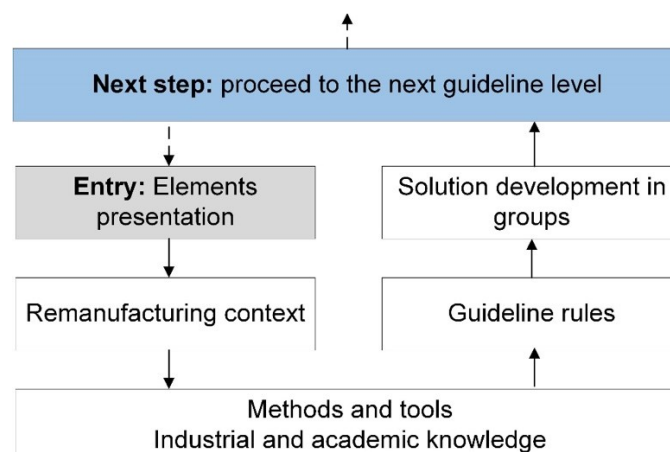 Next step: proceed to the next guideline level
Entry: Elements
presentation
Solution development in
groups
Remanufacturing context
Guideline rules
Methods and tools
Industrial and academic knowledge